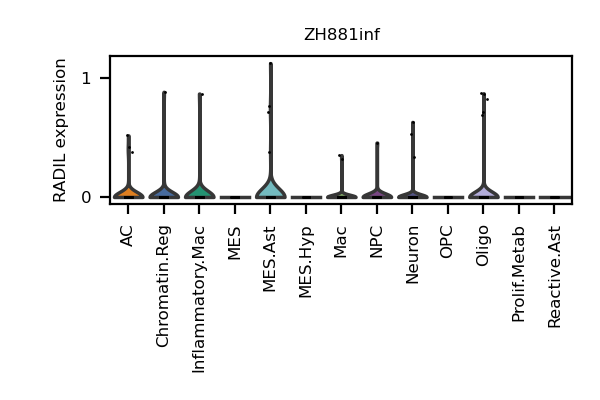 ZH881inf
RADIL expression
1
0
AC
Chromatin.Reg
Inflammatory.Mac
MES
MES.Ast
MES.Hyp
Mac
NPC
Neuron
OPC
Oligo
Prolif.Metab
Reactive.Ast